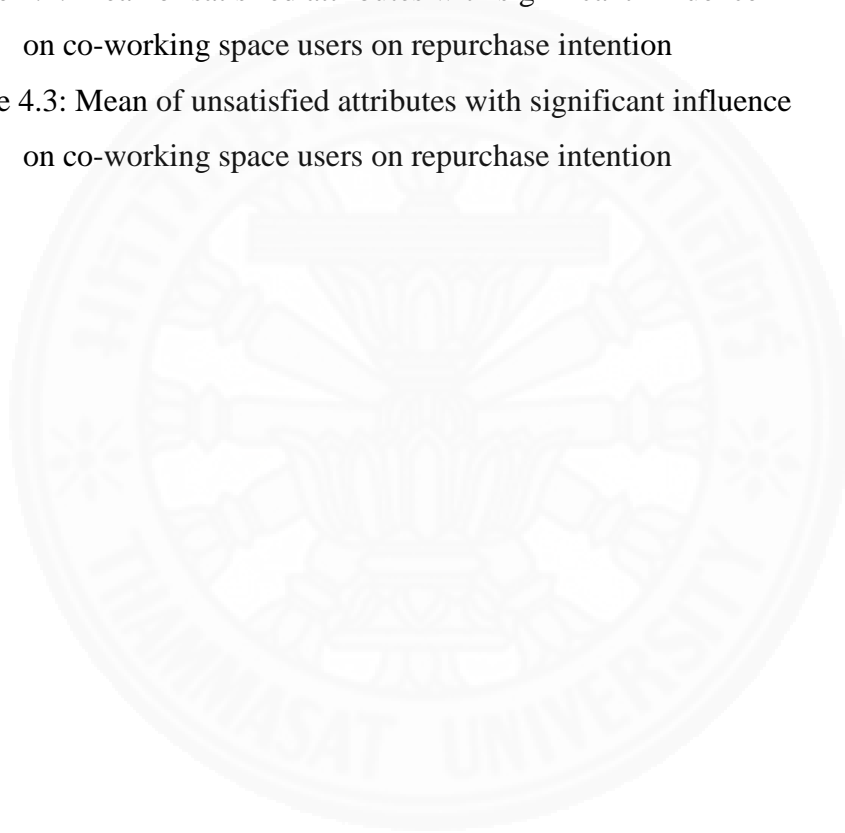 on co-working space users on repurchase intention
e 4.3: Mean of unsatisfied attributes with significant influence
on co-working space users on repurchase intention
THAMMASAT UNIVERSITY